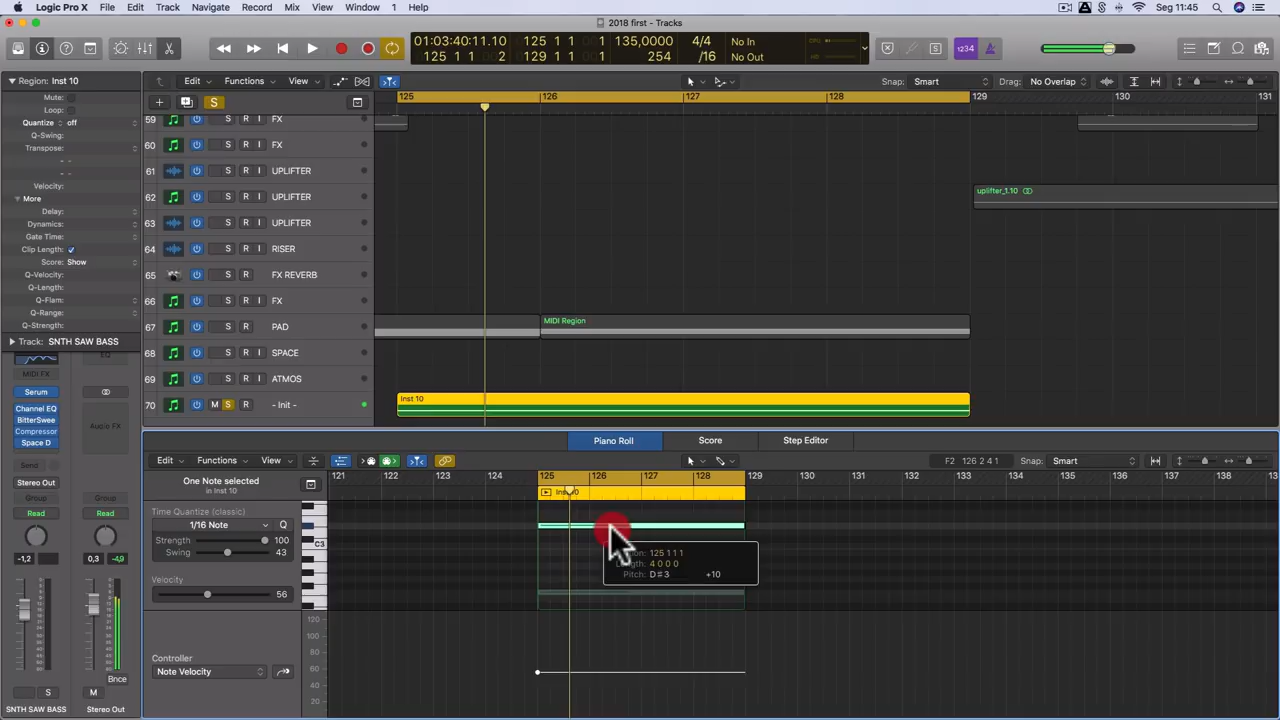 Logic Pro X File Edit Track Navigate Record Mix View Window 1 Help Seg 11:45
2018 first - Tracks
01:03:40:11.10 125 1 1 1 135,0000 4/4 No In
125 1 1 2 129 1 1 1 254 /16 No Out
1234
Region: Inst 10
Edit Functions View Snap: Smart Drag: No Overlap
Mute:
Loop:
Quantize off
Q-Swing:
Transpose:
Velocity:
More
Delay:
Dynamics:
Gate Time:
Clip Length:
Score: Show
Q-Velocity:
Q-Length:
Q-Flam:
Q-Range:
Q-Strength:
Track: SNTH SAW BASS
S
125 126 127 128 129 130 131
59 S R I FX
60 S R I FX
61 S R I UPLIFTER
62 S R I UPLIFTER
uplifter_1.10
63 S R I UPLIFTER
64 S R I RISER
65 S R FX REVERB
66 S R I FX
67 S R I PAD
MIDI Region
68 S R I SPACE
69 S R I ATMOS
70 M S R I - Init -
Inst 10
EQ
MIDI FX
Serum
Channel EQ
BitterSwee
Compressor
Space D
Audio FX
Send
Stereo Out
Group Group
Read Read
-1,2 0,3 -4,9
Bnce
S M
SNTH SAW BASS Stereo Out
Piano Roll Score Step Editor
Edit Functions View F2 126 2 4 1 Snap: Smart
121 122 123 124 125 126 127 128 129 130 131 132 133 134 135 136 137 138
One Note selected
in Inst 10
Time Quantize (classic)
1/16 Note Q
Strength 100
Swing 43
C3
Velocity
56
125 1 1 1
Length: 4 0 0 0
Pitch: D#3 +10
Controller
Note Velocity
120
100
80
60
40
20